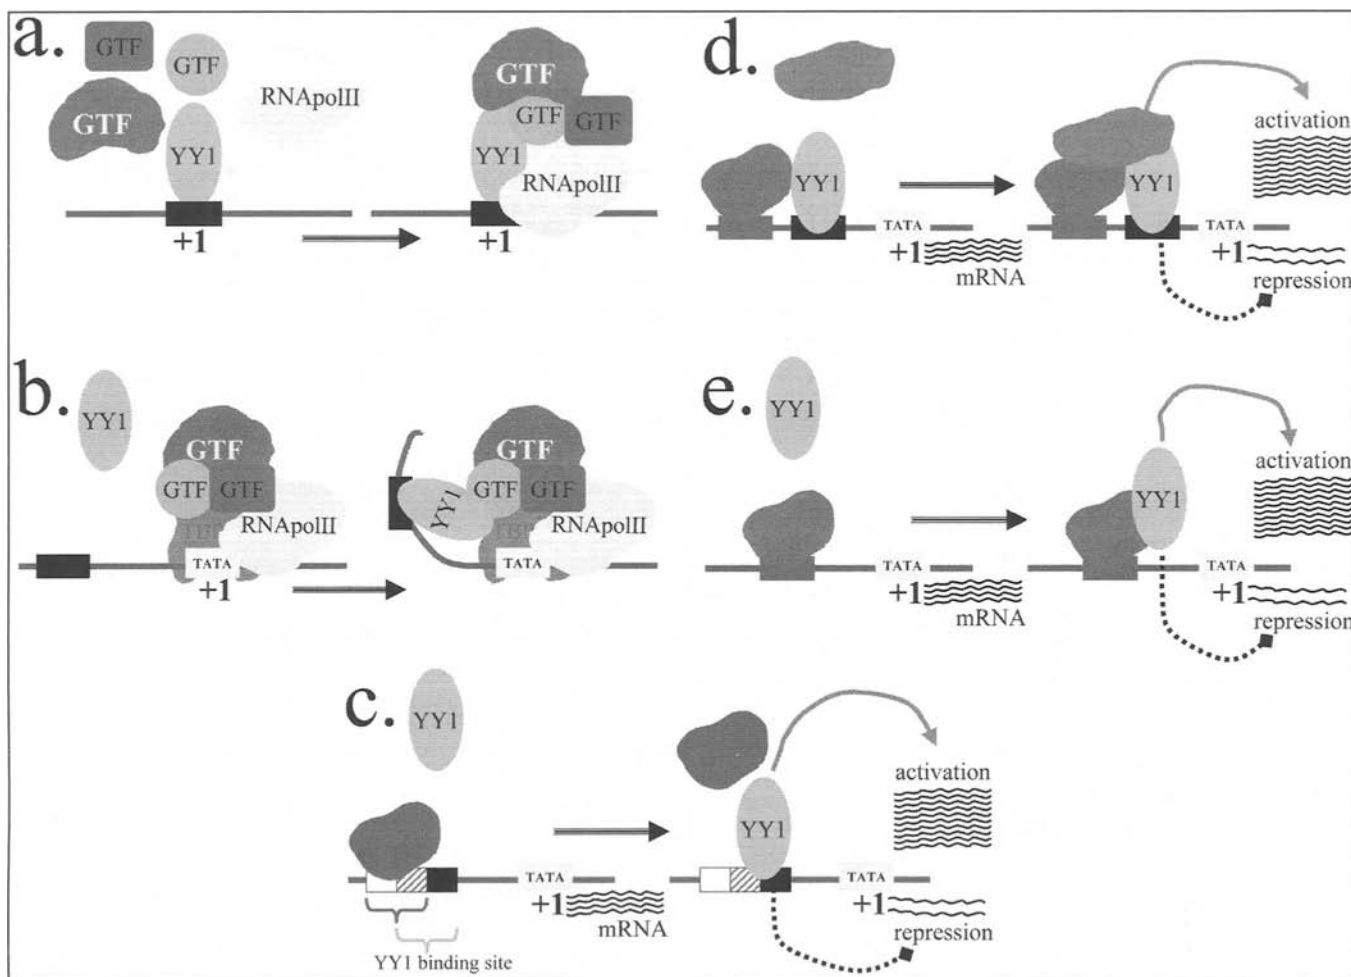 a.
GTF
GTF
GTF
RNApolII
YY1
+1
GTF
GTF
GTF
YY1
RNApolII
+1
b.
YY1
GTF
GTF
GTF
TBP
RNApolII
TATA
+1
GTF
GTF
GTF
YY1
TBP
RNApolII
TATA
c.
YY1
TATA
+1
mRNA
YY1 binding site
YY1
activation
TATA
+1
repression
d.
YY1
TATA
+1
mRNA
YY1
activation
TATA
+1
repression
e.
YY1
TATA
+1
mRNA
YY1
activation
TATA
+1
repression